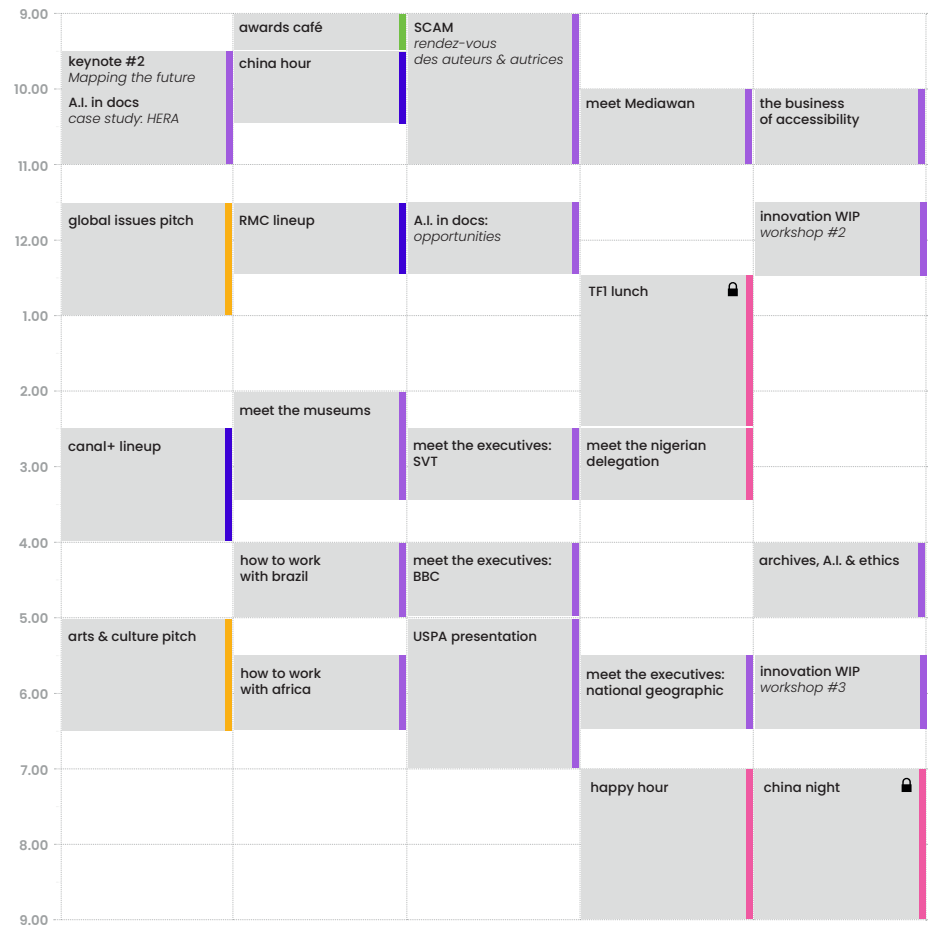 9.00
10.00
11.00
12.00
1.00
2.00
3.00
4.00
5.00
6.00
7.00
8.00
9.00
keynote #2
Mapping the future
A.I. in docs
case study: HERA
global issues pitch
canal+ lineup
arts & culture pitch
awards café
china hour
RMC lineup
meet the museums
how to work
with brazil
how to work
with africa
SCAM
rendez-vous
des auteurs & autrices
A.I. in docs:
opportunities
meet the executives:
SVT
meet the executives:
BBC
USPA presentation
meet Mediawan
TF1 lunch
meet the nigerian
delegation
meet the executives:
national geographic
happy hour
the business
of accessibility
innovation WIP
workshop #2
archives, A.I. & ethics
innovation WIP
workshop #3
china night